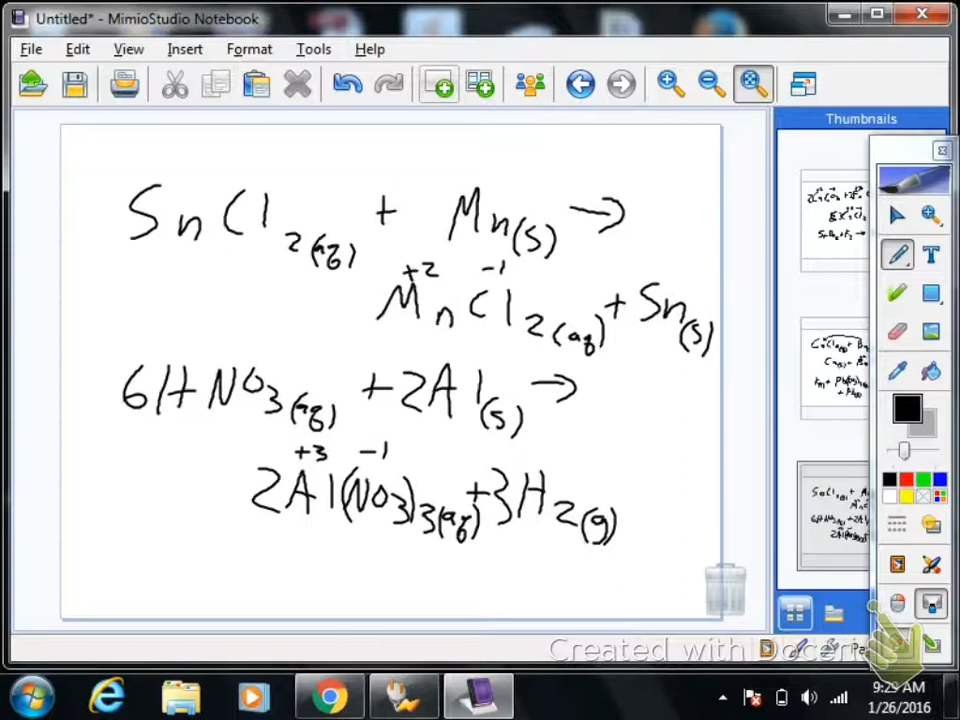 Untitled* - MimioStudio Notebook
File Edit View Insert Format Tools Help
Thumbnails
SnCl2(aq) + Mn(s) →
+2 -1
MnCl2(aq) + Sn(s)
6HNO3(aq) + 2Al(s) →
+3 -1
2Al(NO3)3(aq) + 3H2(g)
Created with Doceri
9:29 AM
1/26/2016